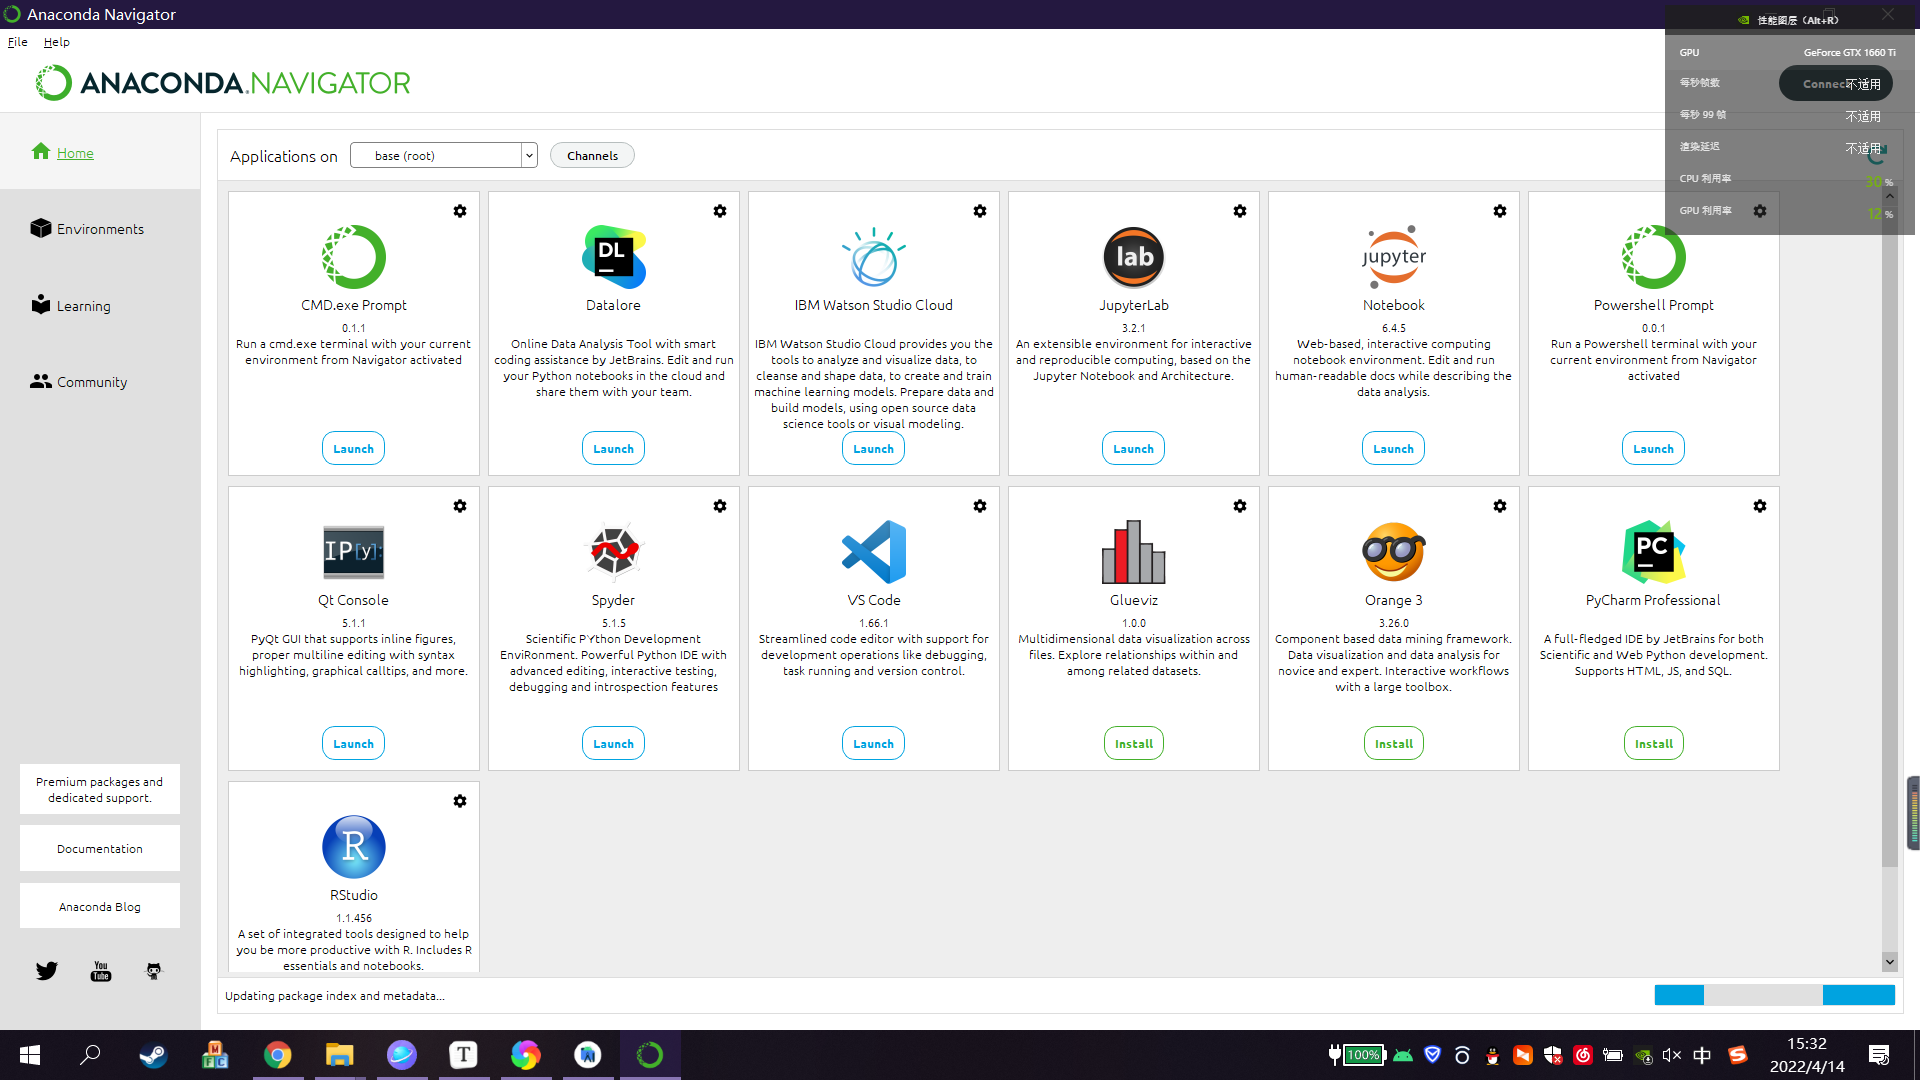 Anaconda Navigator
性能图层（Alt+R）
File Help
GPU GeForce GTX 1660 Ti
ANACONDA.NAVIGATOR
每秒帧数 不适用
Connec
每秒 99 帧 不适用
渲染延迟 不适用
CPU 利用率 30 %
GPU 利用率 12 %
Home
Environments
Learning
Community
Premium packages and
dedicated support.
Documentation
Anaconda Blog
You
Tube
Applications on base (root) Channels
CMD.exe Prompt
0.1.1
Run a cmd.exe terminal with your current
environment from Navigator activated
Launch
DL
Datalore
Online Data Analysis Tool with smart
coding assistance by JetBrains. Edit and run
your Python notebooks in the cloud and
share them with your team.
Launch
IBM Watson Studio Cloud
IBM Watson Studio Cloud provides you the
tools to analyze and visualize data, to
cleanse and shape data, to create and train
machine learning models. Prepare data and
build models, using open source data
science tools or visual modeling.
Launch
lab
JupyterLab
3.2.1
An extensible environment for interactive
and reproducible computing, based on the
Jupyter Notebook and Architecture.
Launch
jupyter
Notebook
6.4.5
Web-based, interactive computing
notebook environment. Edit and run
human-readable docs while describing the
data analysis.
Launch
Powershell Prompt
0.0.1
Run a Powershell terminal with your
current environment from Navigator
activated
Launch
IP[y]:
Qt Console
5.1.1
PyQt GUI that supports inline figures,
proper multiline editing with syntax
highlighting, graphical calltips, and more.
Launch
Spyder
5.1.5
Scientific PYthon Development
EnviRonment. Powerful Python IDE with
advanced editing, interactive testing,
debugging and introspection features
Launch
VS Code
1.66.1
Streamlined code editor with support for
development operations like debugging,
task running and version control.
Launch
Glueviz
1.0.0
Multidimensional data visualization across
files. Explore relationships within and
among related datasets.
Install
Orange 3
3.26.0
Component based data mining framework.
Data visualization and data analysis for
novice and expert. Interactive workflows
with a large toolbox.
Install
PC
PyCharm Professional
A full-fledged IDE by JetBrains for both
Scientific and Web Python development.
Supports HTML, JS, and SQL.
Install
R
RStudio
1.1.456
A set of integrated tools designed to help
you be more productive with R. Includes R
essentials and notebooks.
Updating package index and metadata...
M
F C
T
100%
中
S
15:32
2022/4/14